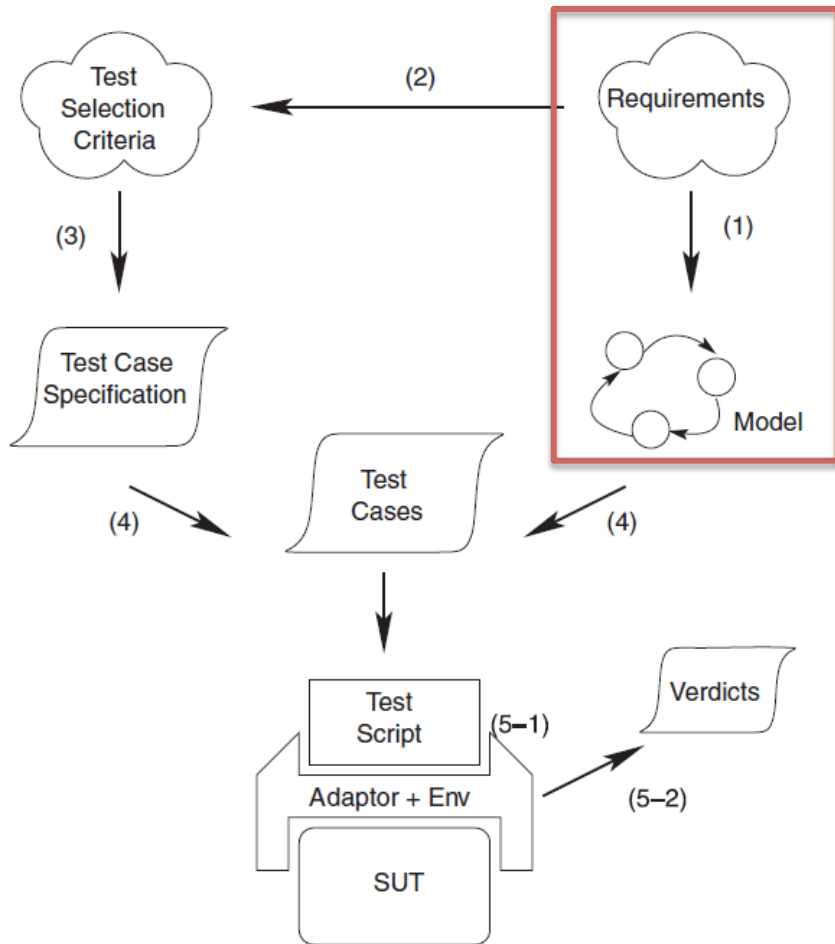 Test
Selection
Criteria
(2)
Requirements
(3)
(1)
Test Case
Specification
Model
Test
Cases
(4)
(4)
Test
Script
(5–1)
Verdicts
Adaptor + Env
(5–2)
SUT